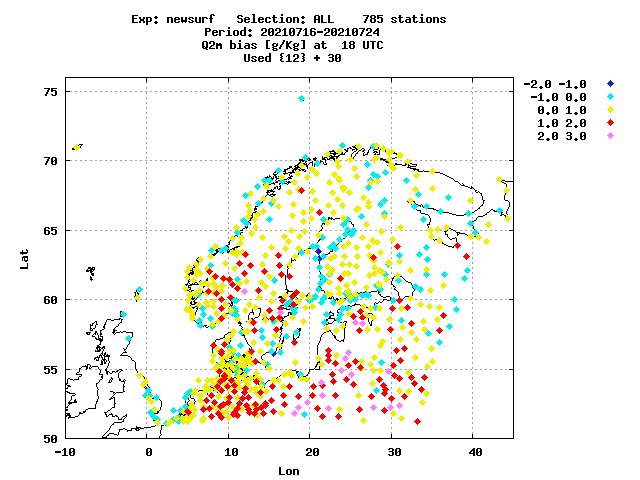 Exp: newsurf   Selection: ALL    785 stations
Period: 20210716-20210724
Q2m bias [g/Kg] at  18 UTC
Used {12} + 30
-2.0 -1.0
-1.0 0.0
0.0 1.0
1.0 2.0
2.0 3.0
75
70
65
60
55
50
Lat
-10 0 10 20 30 40
Lon